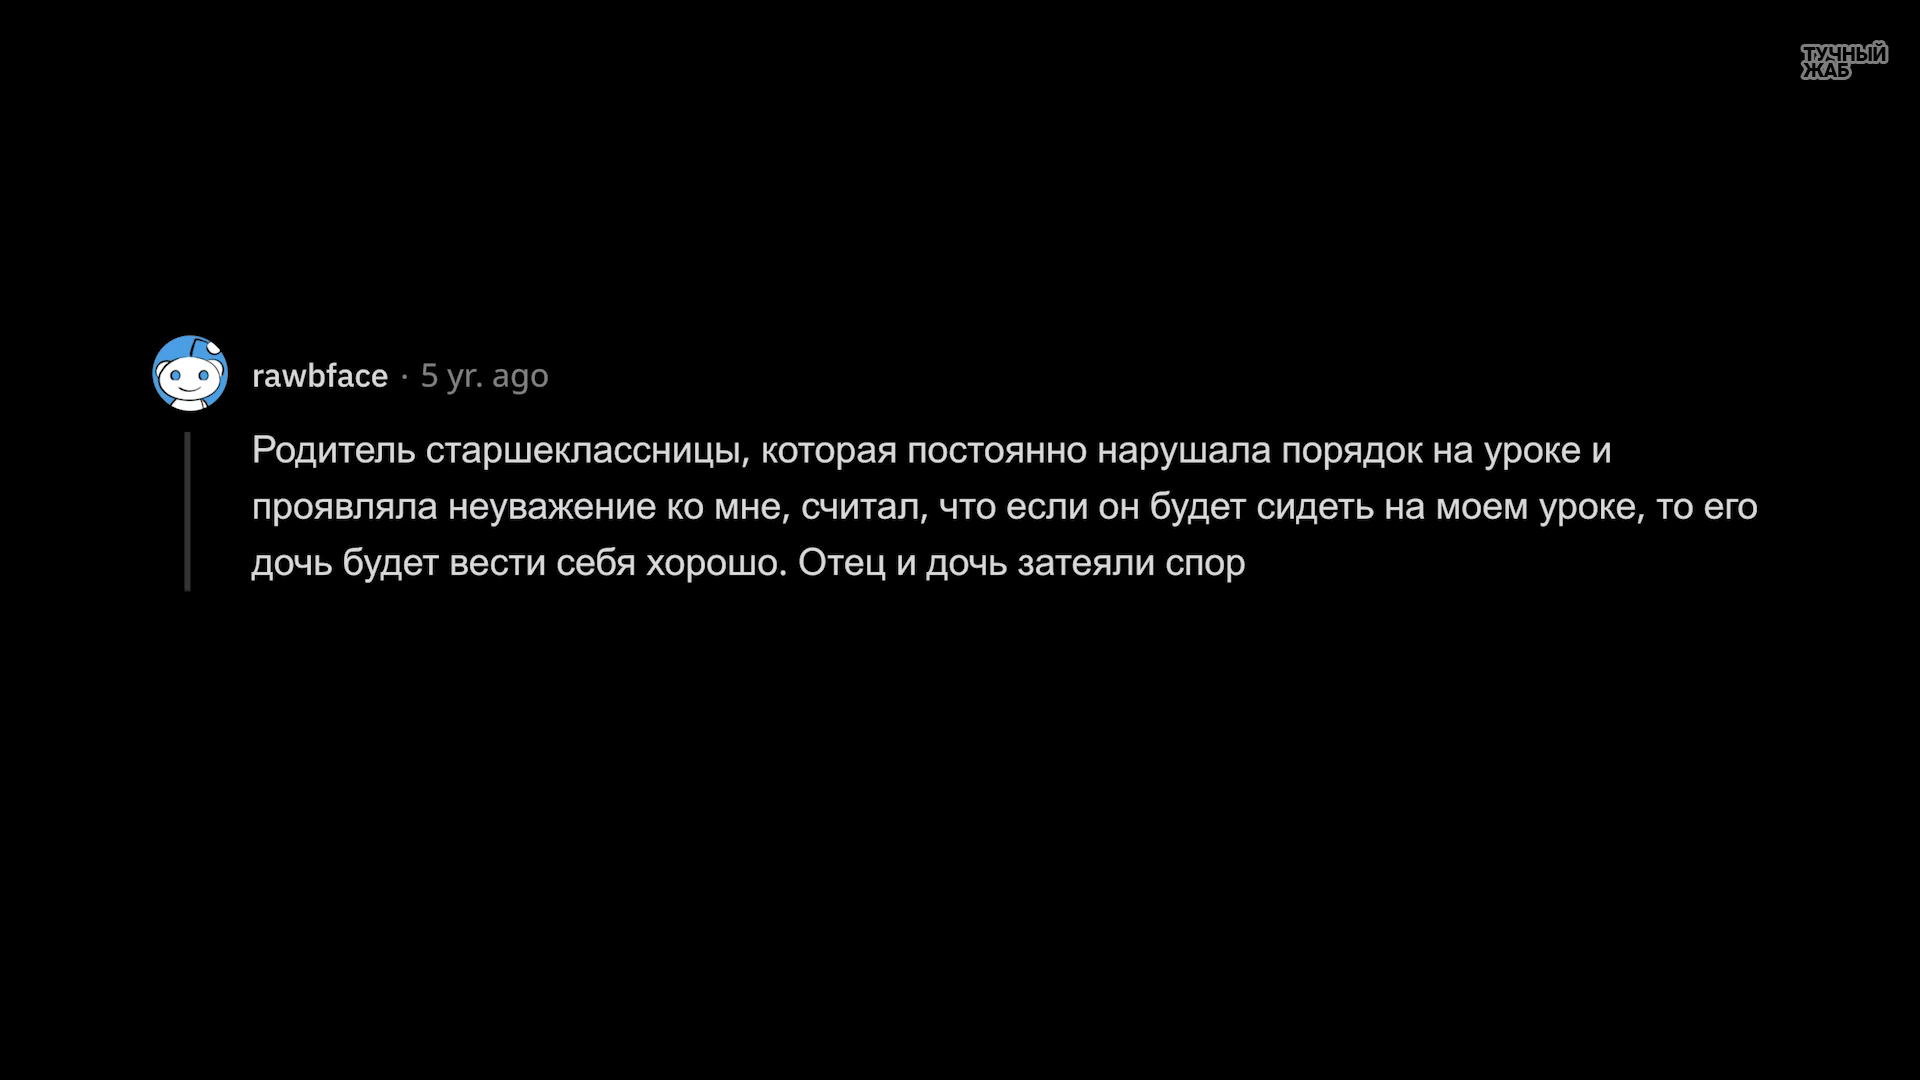 ТУЧНЫЙ
ЖАБ
rawbface · 5 yr. ago
Родитель старшеклассницы, которая постоянно нарушала порядок на уроке и
проявляла неуважение ко мне, считал, что если он будет сидеть на моем уроке, то его
дочь будет вести себя хорошо. Отец и дочь затеяли спор